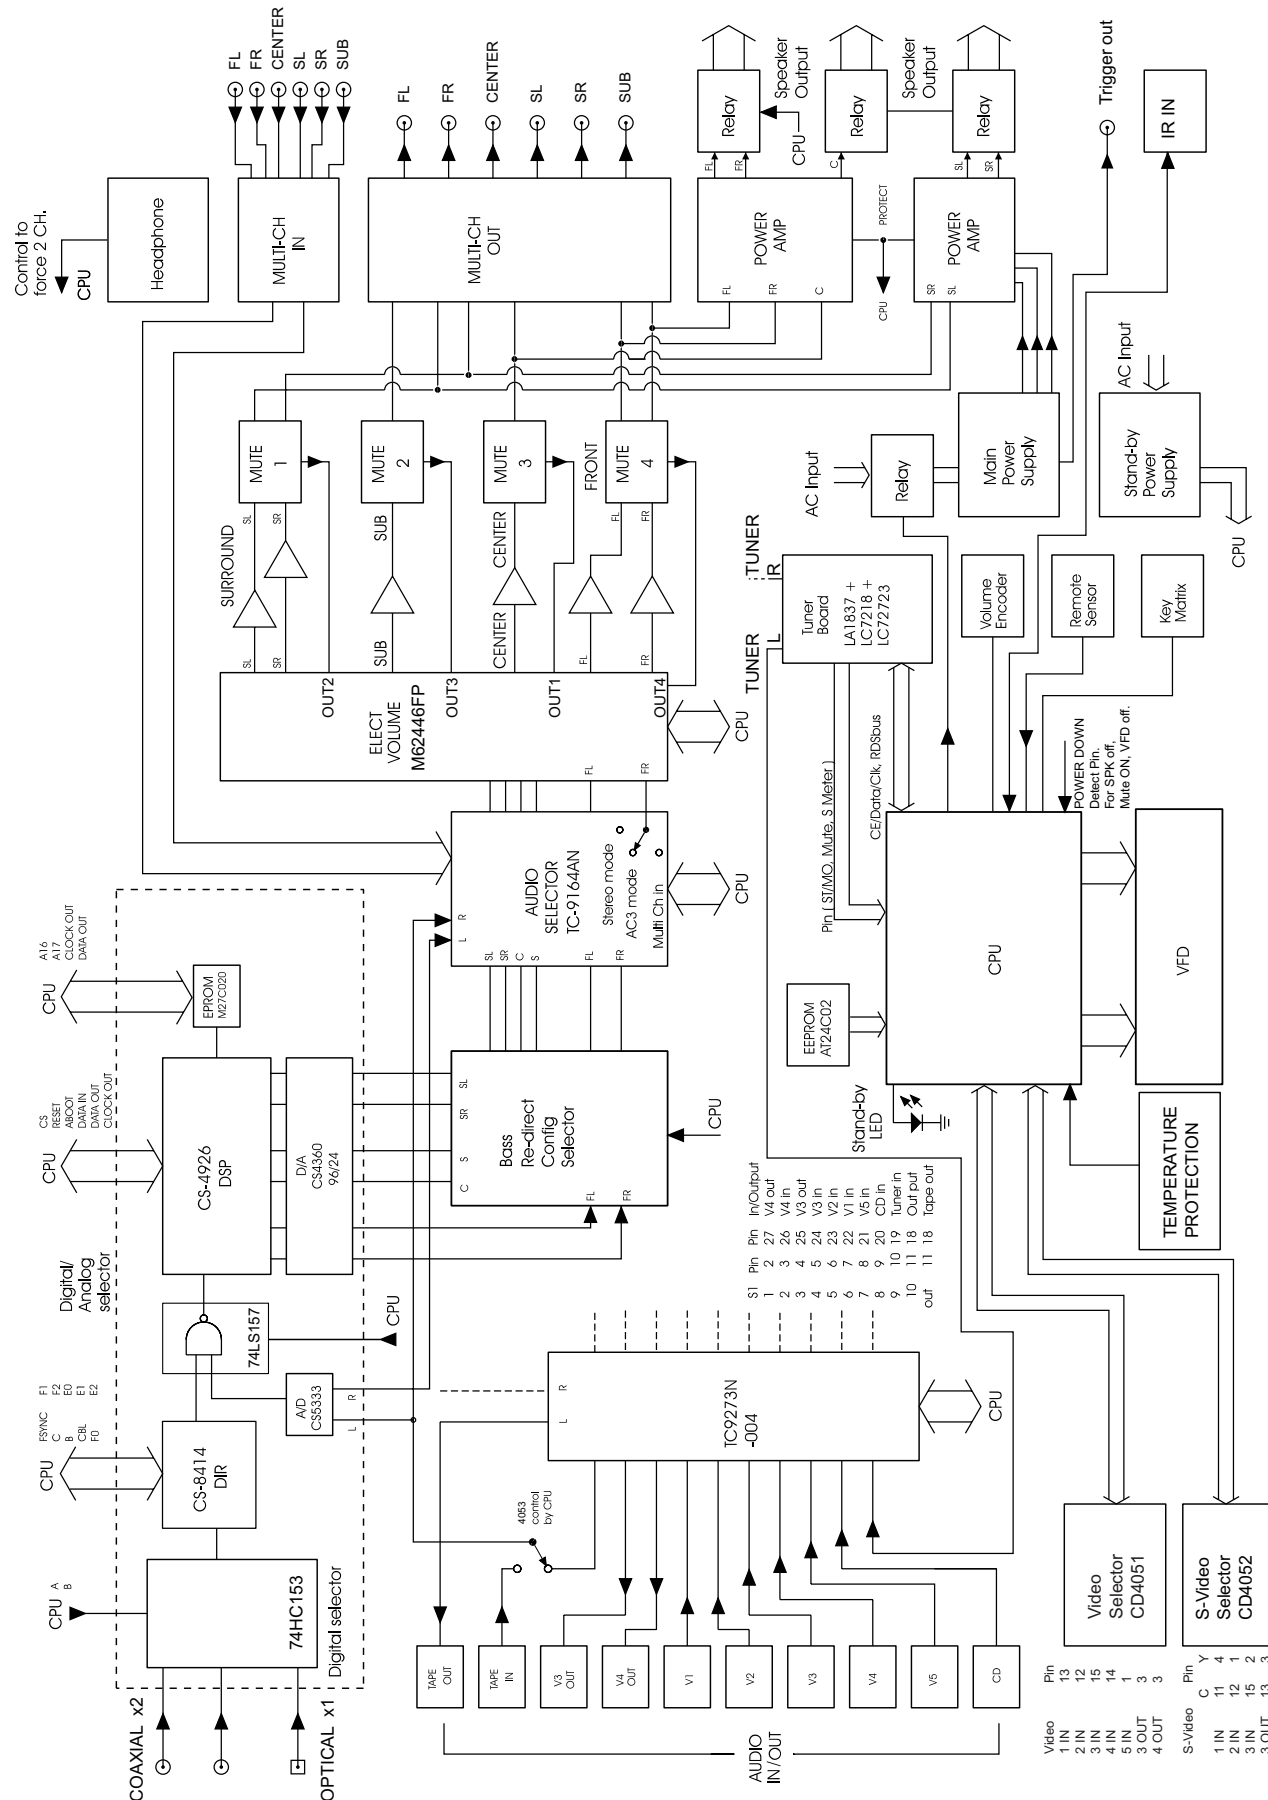 COAXIAL x2
OPTICAL x1
CPU A
B
74HC153
Digital selector
CPU
FSYNC F1
C F2
B E0
CBL E1
F0 E2
CS-8414
DIR
A/D
CS5333
L R
74LS157
CPU
Digital/
Analog
selector
CPU
CS
RESET
ABOOT
DATA IN
DATA OUT
CLOCK OUT
CS-4926
DSP
D/A
CS4360
96/24
CPU
A16
A17
CLOCK OUT
DATA OUT
EPROM
M27C020
Control to
force 2 CH.
CPU
Headphone
FL
FR
CENTER
SL
SR
SUB
MULTI-CH
IN
C S SR SL
Bass
Re-direct
Config
Selector
FL
FR
CPU
L R
SL
SR
C
S
FL
FR
AUDIO
SELECTOR
TC-9164AN
Stereo mode
AC3 mode
Multi Ch in
CPU
ELECT
VOLUME
M62446FP
FL
FR
OUT2
OUT3
OUT1
OUT4
CPU
SL
SR
SURROUND
SL
SR
SUB
SUB
CENTER
CENTER
FL
FR
FRONT
FL
FR
MUTE
1
MUTE
2
MUTE
3
MUTE
4
MULTI-CH
OUT
FL
FR
CENTER
SL
SR
SUB
FL
FR
C
POWER
AMP
FL
FR
C
Relay
Speaker
Output
CPU
Relay
Speaker
Output
Relay
CPU
PROTECT
SR
SL
POWER
AMP
SL
SR
Trigger out
IR IN
AC Input
Relay
Main
Power
Supply
AC Input
Stand-by
Power
Supply
CPU
TUNER
L
TUNER
R
Tuner
Board
LA1837 +
LC7218 +
LC72723
Volume
Encoder
Remote
Sensor
Key
Matrix
Pin ( ST/MO, Mute, S Meter )
CE/Data/Clk, RDSbus
POWER DOWN
Detect Pin.
For SPK off,
Mute ON, VFD off.
EEPROM
AT24C02
Stand-by
LED
CPU
VFD
TEMPERATURE
PROTECTION
TAPE
OUT
TAPE
IN
V3
OUT
V4
OUT
V1
V2
V3
V4
V5
CD
AUDIO
IN/OUT
4053
control
by CPU
L R
TC9273N
-004
CPU
S1 Pin Pin In/Output
1 2 27 V4 out
2 3 26 V4 in
3 4 25 V3 out
4 5 24 V3 in
5 6 23 V2 in
6 7 22 V1 in
7 8 21 V5 in
8 9 20 CD in
9 10 19 Tuner in
10 11 18 Out put
out 11 18 Tape out
Video
Selector
CD4051
Video Pin
1 IN 13
2 IN 12
3 IN 15
4 IN 14
5 IN 1
3 OUT 3
4 OUT 3
S-Video
Selector
CD4052
S-Video Pin
C Y
1 IN 11 4
2 IN 12 1
3 IN 15 2
3 OUT 13 3